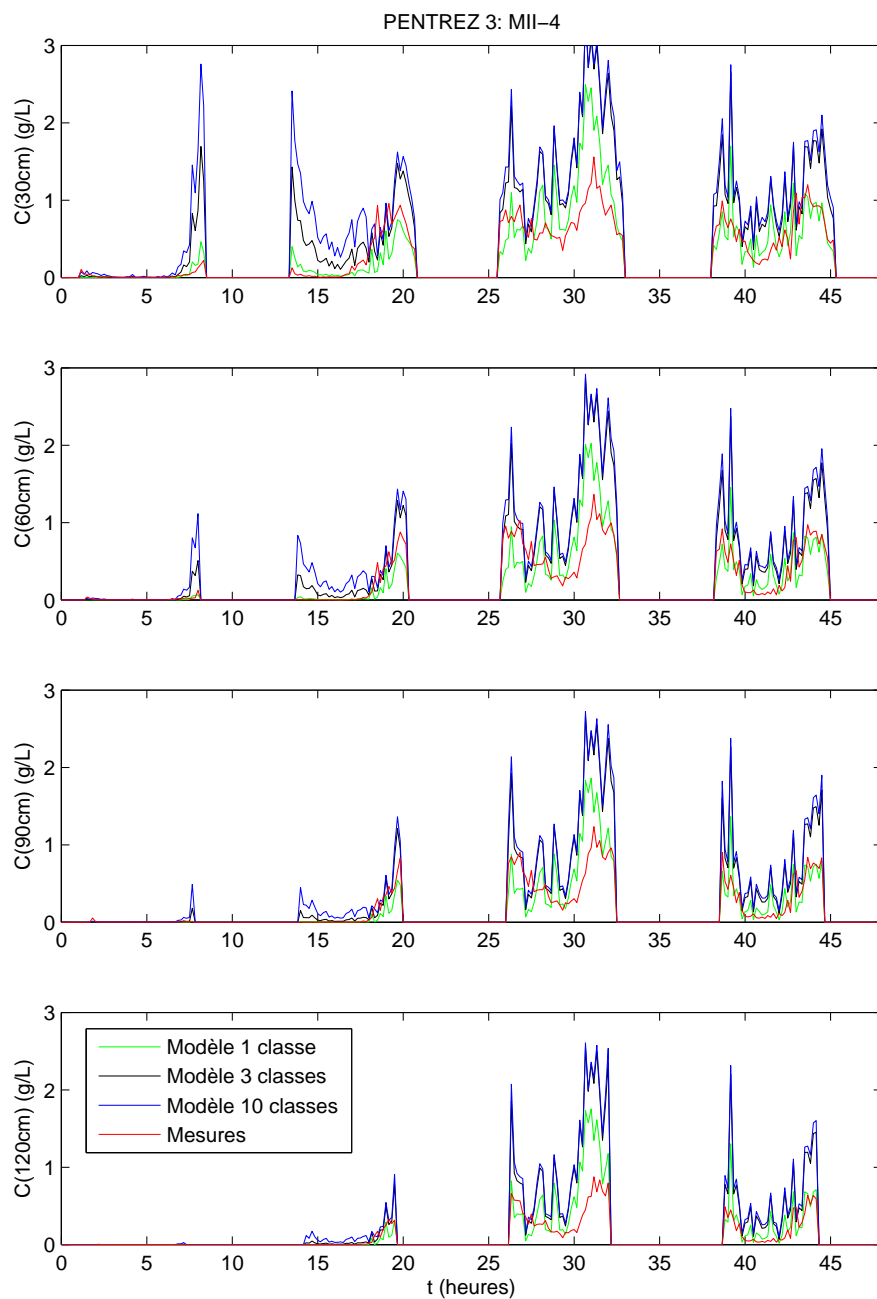 PENTREZ 3: MII−4
3
2
1
0
C(30cm) (g/L)
0 5 10 15 20 25 30 35 40 45
3
2
1
0
C(60cm) (g/L)
0 5 10 15 20 25 30 35 40 45
3
2
1
0
C(90cm) (g/L)
0 5 10 15 20 25 30 35 40 45
3
2
1
0
C(120cm) (g/L)
Modèle 1 classe
Modèle 3 classes
Modèle 10 classes
Mesures
0 5 10 15 20 25 30 35 40 45
t (heures)